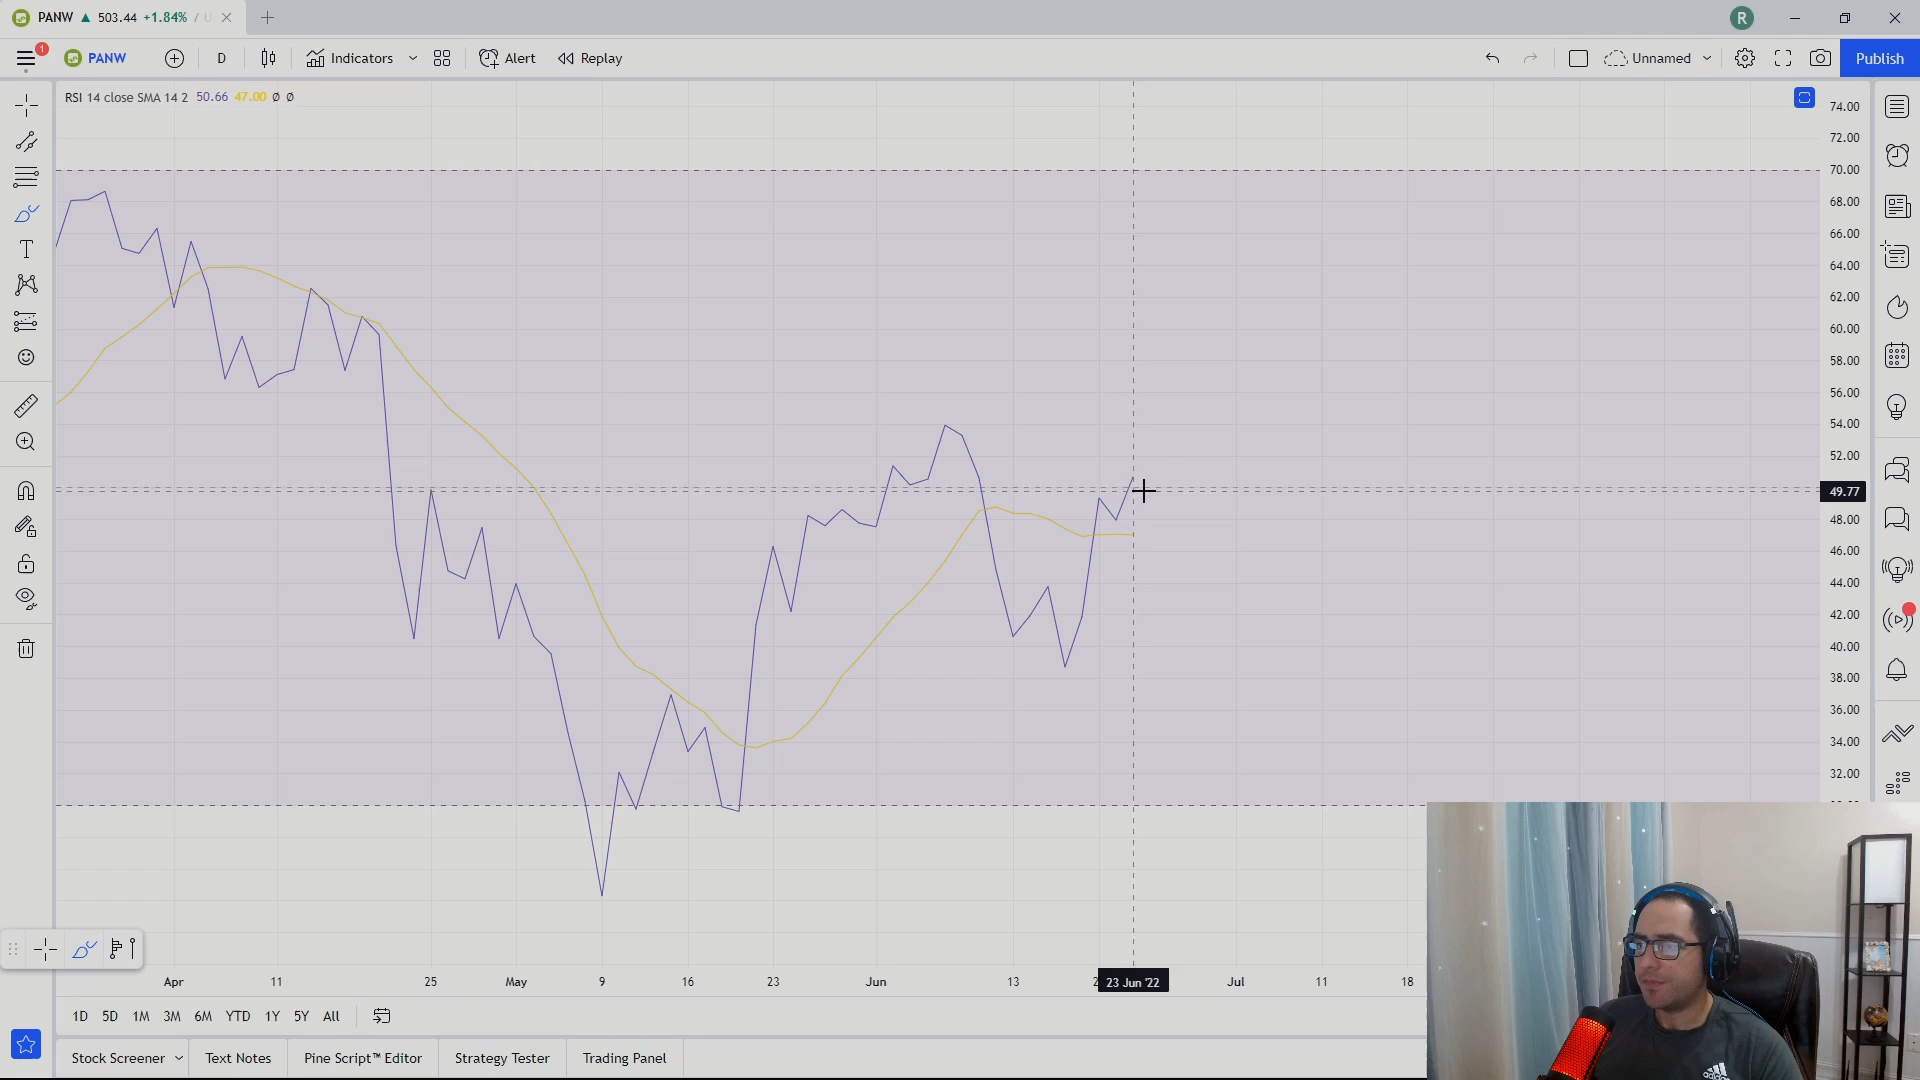 PANW ▲ 503.44 +1.84% / U
R
1
PANW
D
Indicators
Alert
Replay
Unnamed
Publish
RSI 14 close SMA 14 2 50.66 47.00 Ø Ø
74.00
72.00
70.00
68.00
66.00
64.00
62.00
60.00
58.00
56.00
54.00
52.00
49.77
48.00
46.00
44.00
42.00
40.00
38.00
36.00
34.00
32.00
Apr 11 25 May 9 16 23 Jun 13 2 23 Jun '22 Jul 11 18
1D 5D 1M 3M 6M YTD 1Y 5Y All
Stock Screener Text Notes Pine Script™ Editor Strategy Tester Trading Panel
adidas